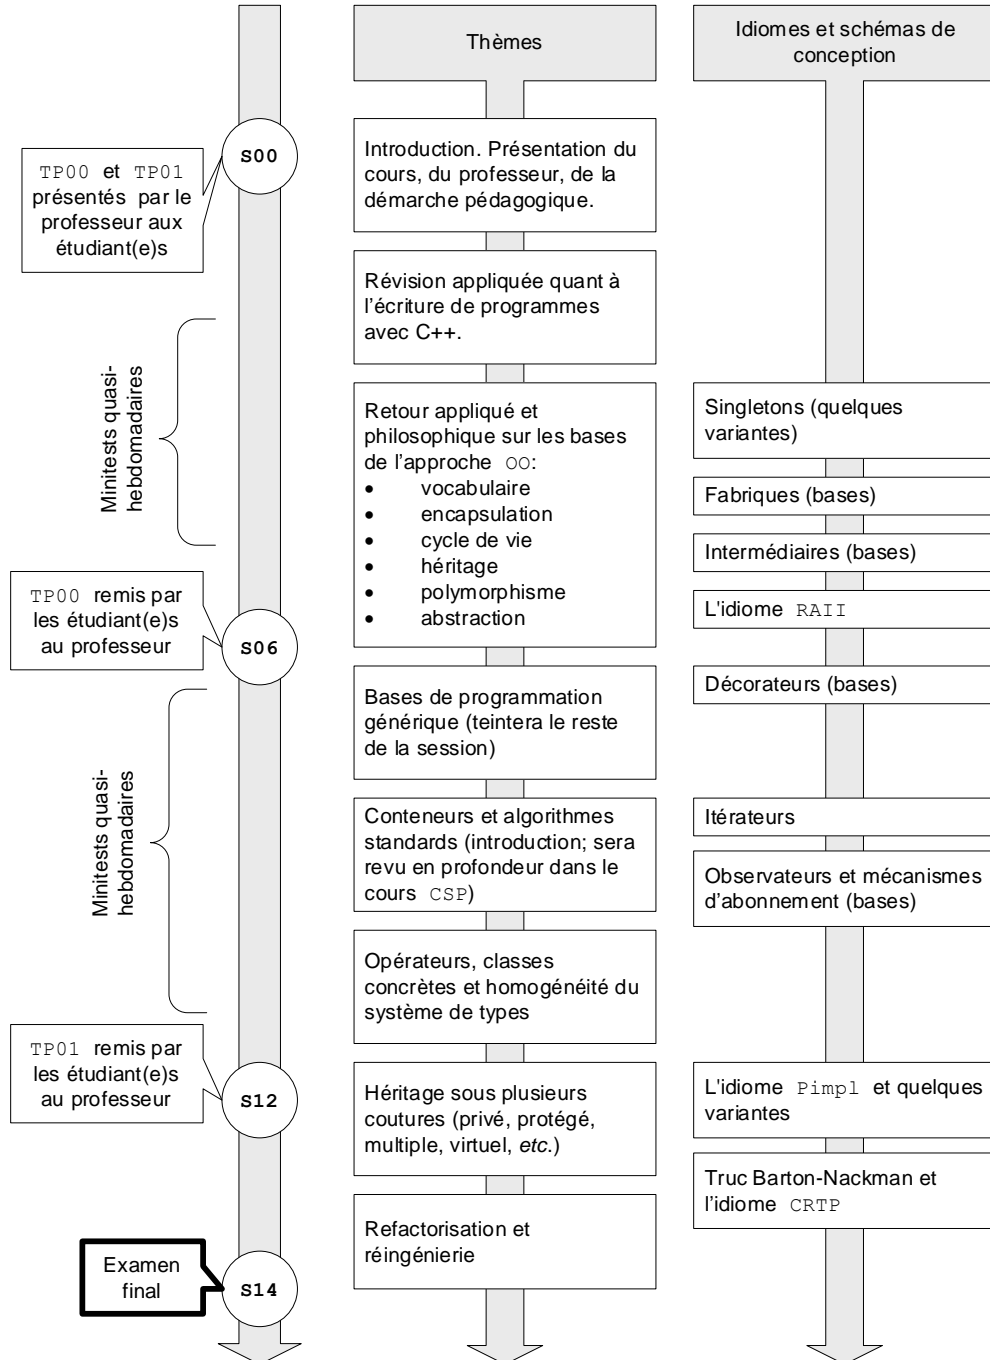 Thèmes
Idiomes et schémas de
conception
S00
TP00 et TP01
présentés par le
professeur aux
étudiant(e)s
Introduction. Présentation du
cours, du professeur, de la
démarche pédagogique.
Révision appliquée quant à
l'écriture de programmes
avec C++.
Minitests quasi-
hebdomadaires
Retour appliqué et
philosophique sur les bases
de l'approche OO:
• vocabulaire
• encapsulation
• cycle de vie
• héritage
• polymorphisme
• abstraction
Singletons (quelques
variantes)
Fabriques (bases)
Intermédiaires (bases)
L'idiome RAII
TP00 remis par
les étudiant(e)s
au professeur
S06
Décorateurs (bases)
Bases de programmation
générique (teintera le reste
de la session)
Minitests quasi-
hebdomadaires
Conteneurs et algorithmes
standards (introduction; sera
revu en profondeur dans le
cours CSP)
Itérateurs
Observateurs et mécanismes
d'abonnement (bases)
Opérateurs, classes
concrètes et homogénéité du
système de types
TP01 remis par
les étudiant(e)s
au professeur
S12
Héritage sous plusieurs
coutures (privé, protégé,
multiple, virtuel, etc.)
L'idiome Pimpl et quelques
variantes
Truc Barton-Nackman et
l'idiome CRTP
Refactorisation et
réingénierie
Examen
final
S14